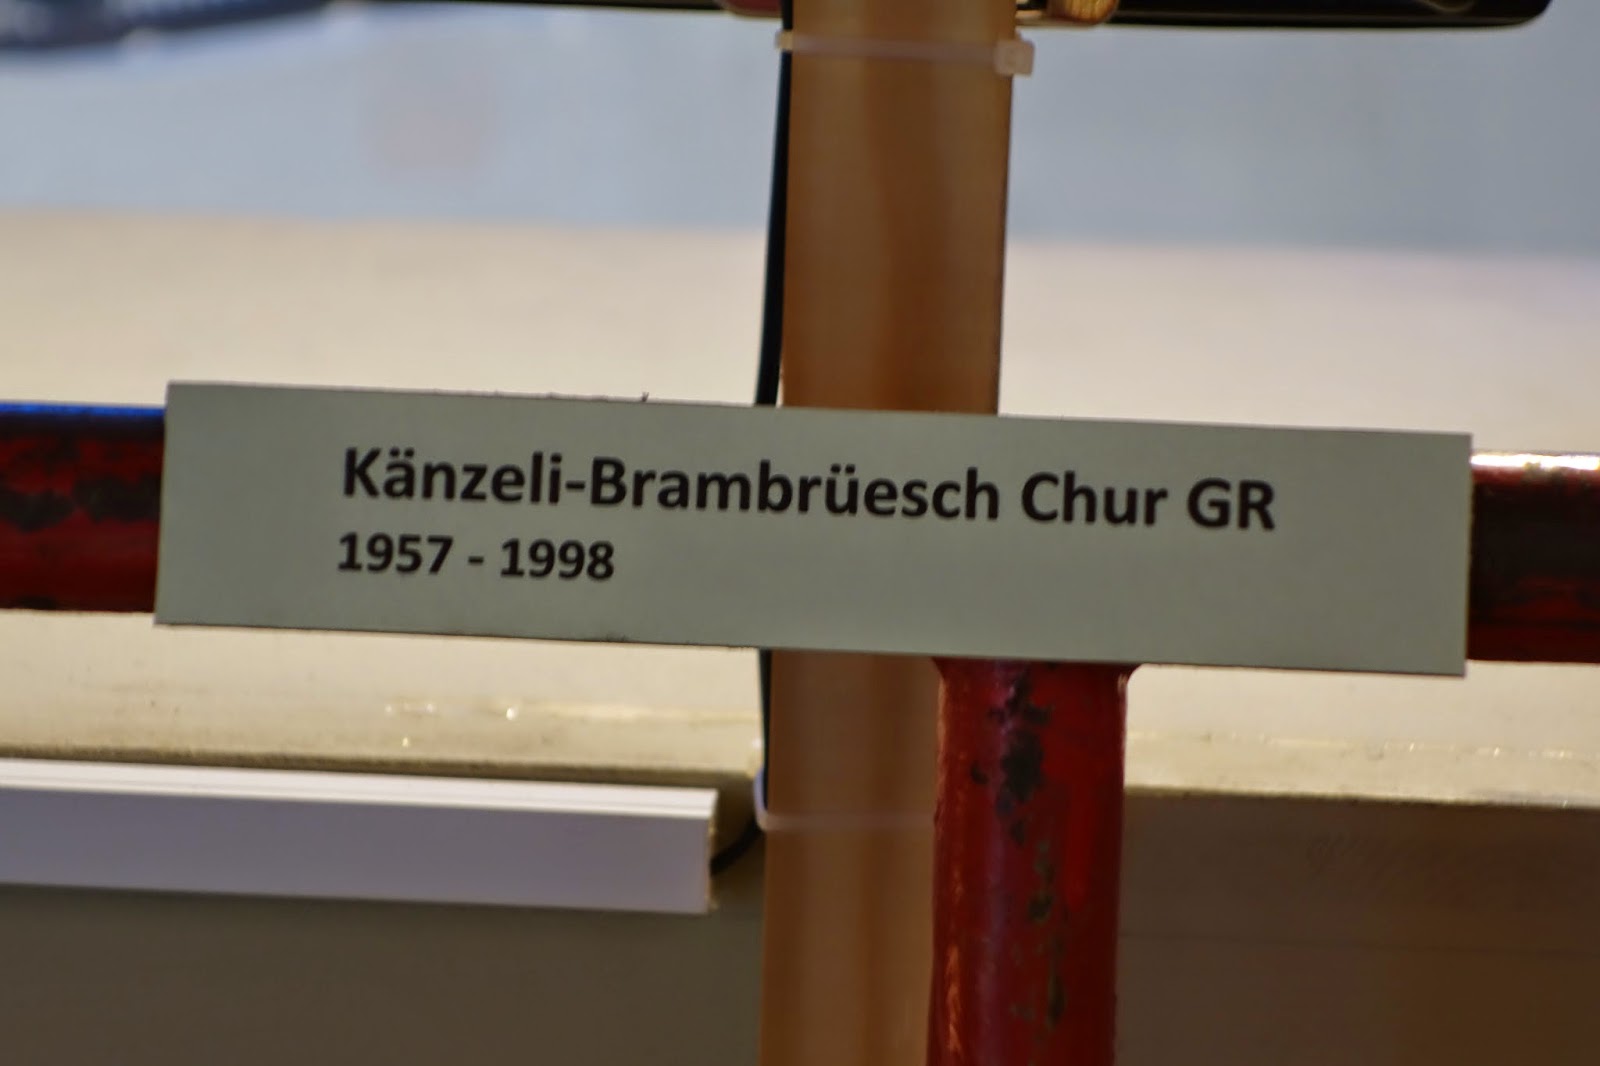 Känzeli-Brambrüesch Chur GR
1957 - 1998